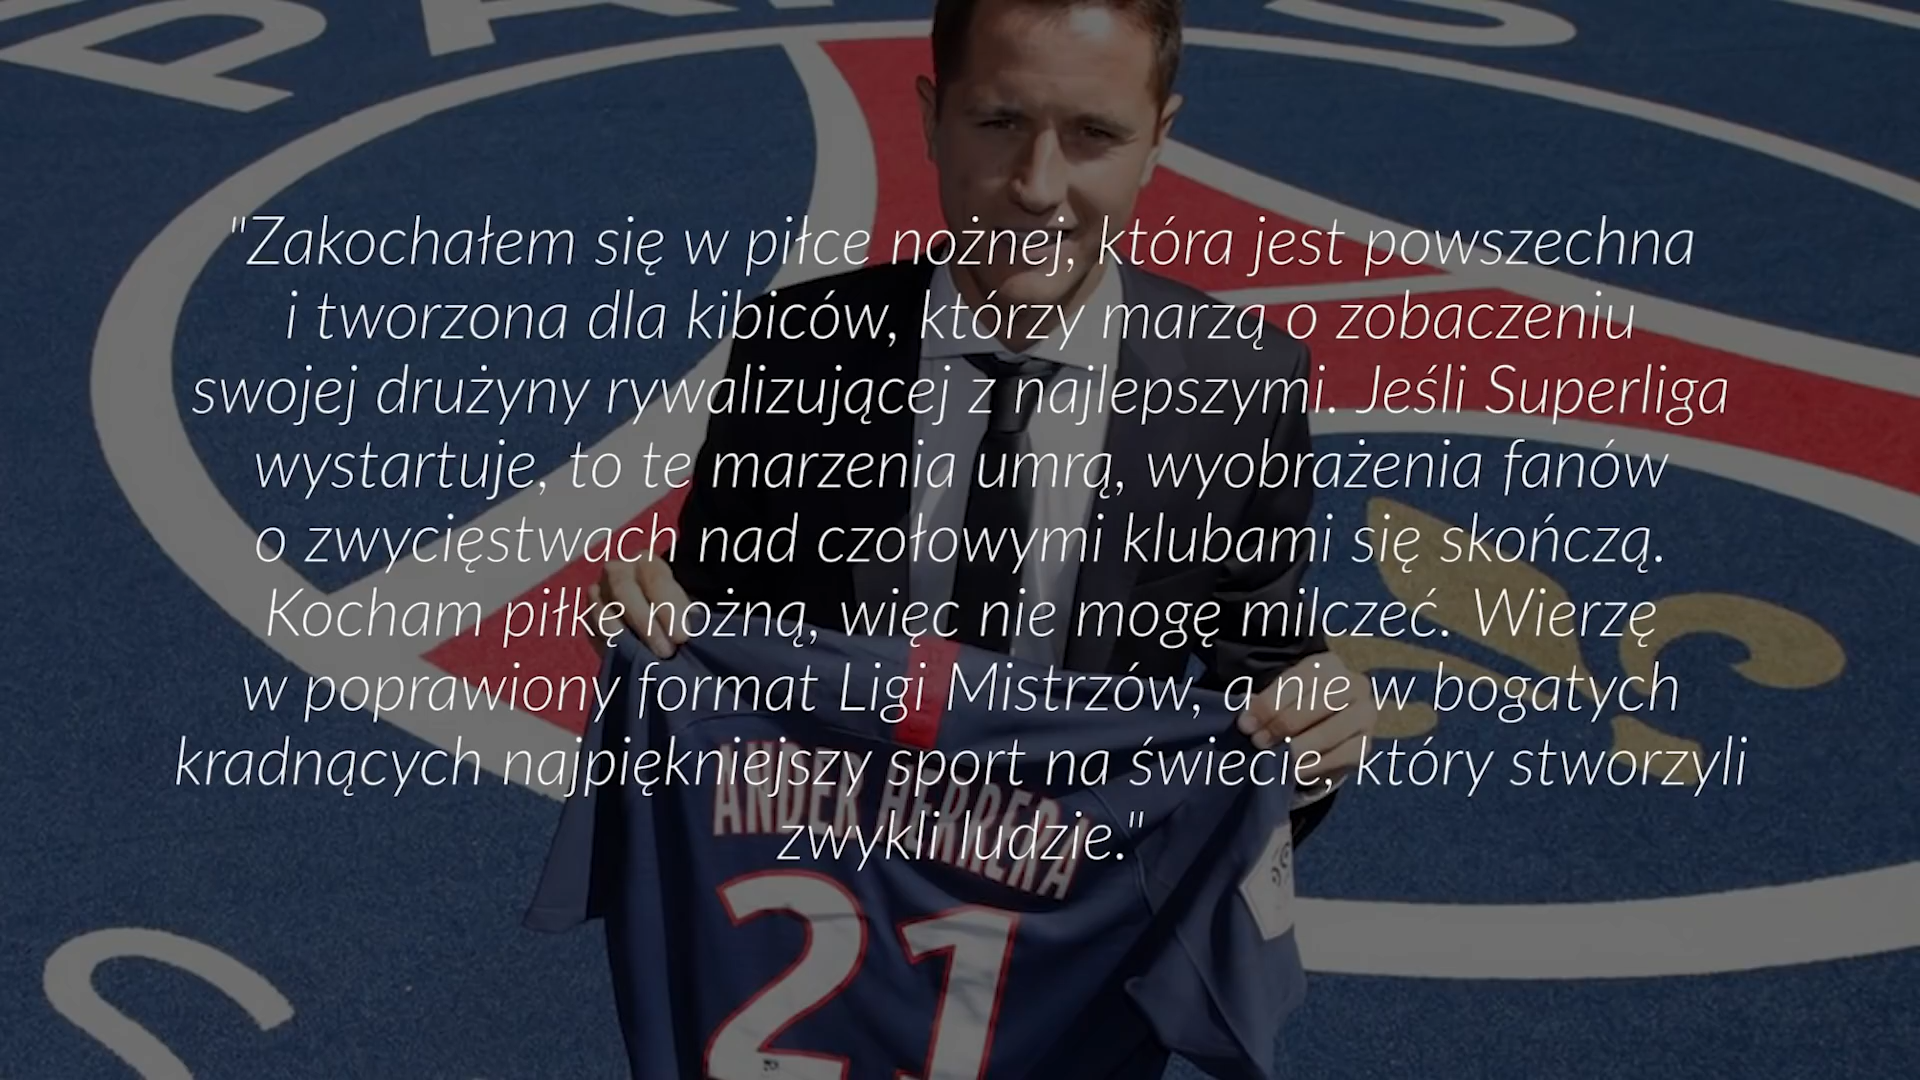 PARIS
"Zakochałem się w piłce nożnej, która jest powszechna
i tworzona dla kibiców, którzy marzą o zobaczeniu
swojej drużyny rywalizującej z najlepszymi. Jeśli Superliga
wystartuje, to te marzenia umrą, wyobrażenia fanów
o zwycięstwach nad czołowymi klubami się skończą.
Kocham piłkę nożną, więc nie mogę milczeć. Wierzę
w poprawiony format Ligi Mistrzów, a nie w bogatych
kradnących najpiękniejszy sport na świecie, który stworzyli
zwykli ludzie."
ANDER HERRERA
21